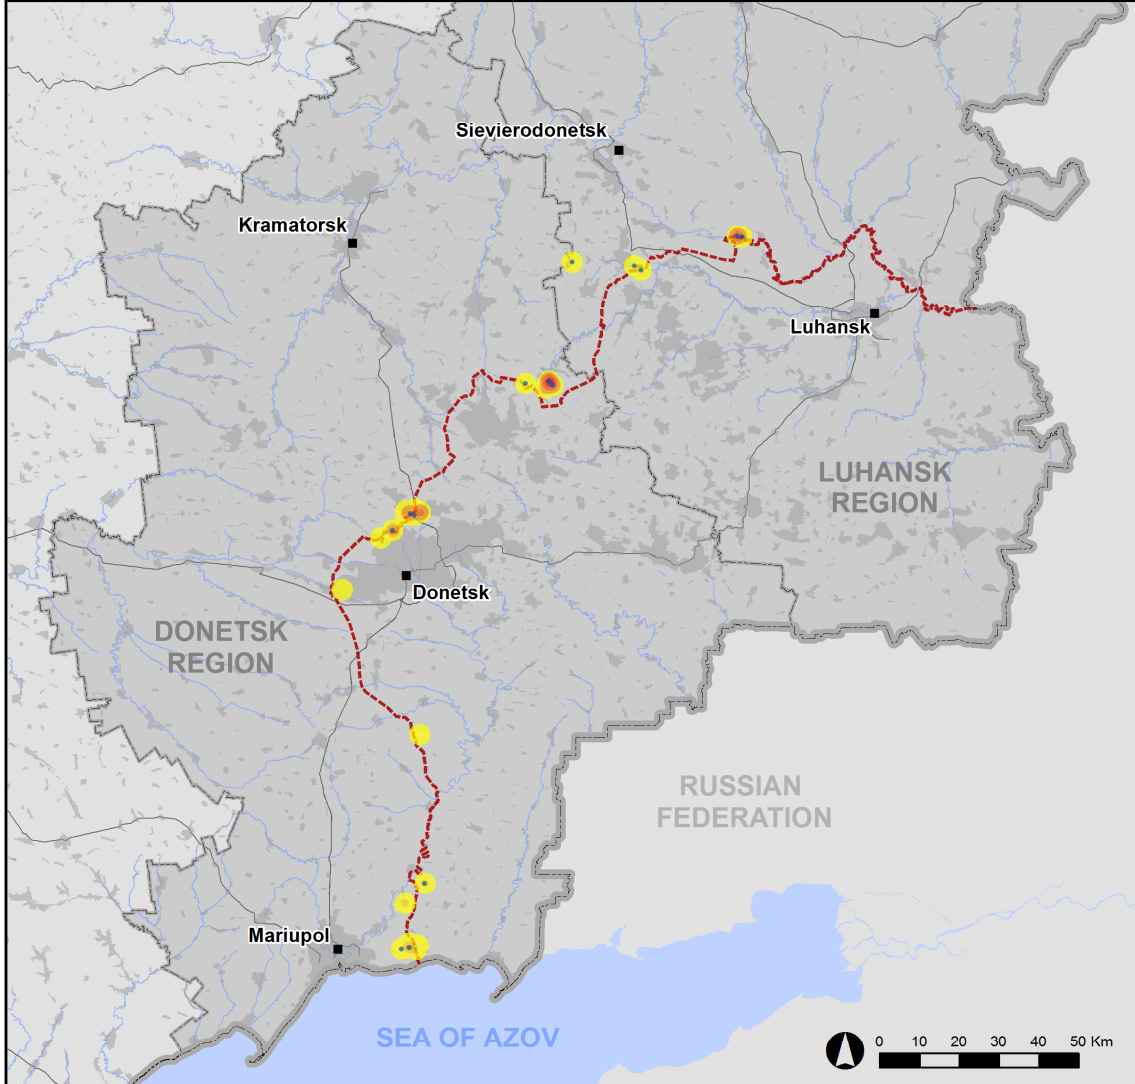 Sievierodonetsk
Kramatorsk
Luhansk
LUHANSK
REGION
Donetsk
DONETSK
REGION
RUSSIAN
FEDERATION
Mariupol
SEA OF AZOV
0 10 20 30 40 50 Km